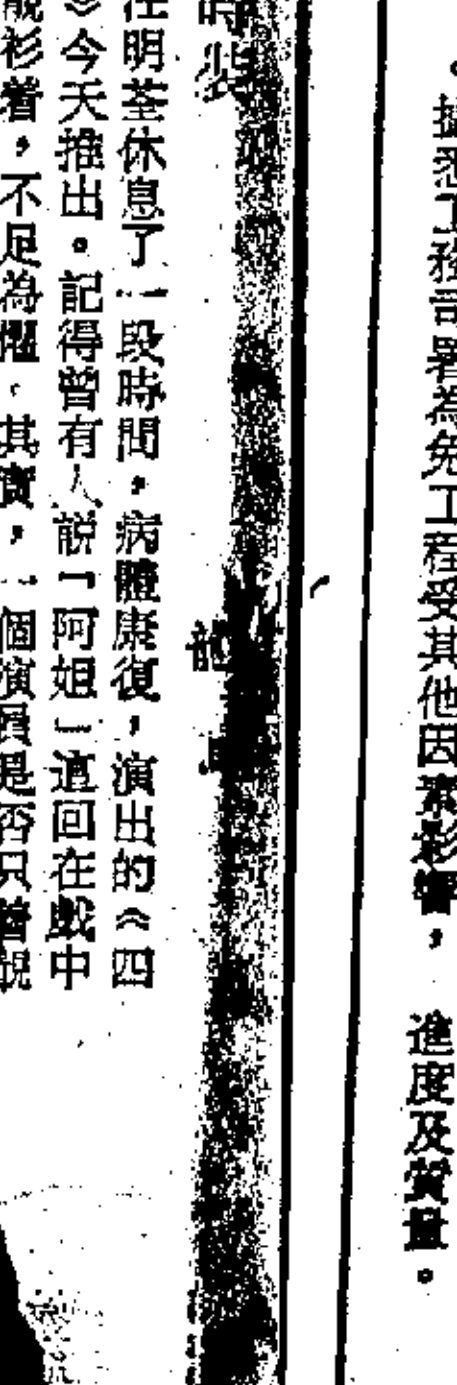 據悉工務司署為免工程受其他因素影響， 進度及質量。
時裝
汪明荃休息了一段時間，病體康復，演出的《四
》今天推出。記得曾有人說「阿姐」這回在戲中
襯衫着，不足為懼，其實，一個演員是否只着靚